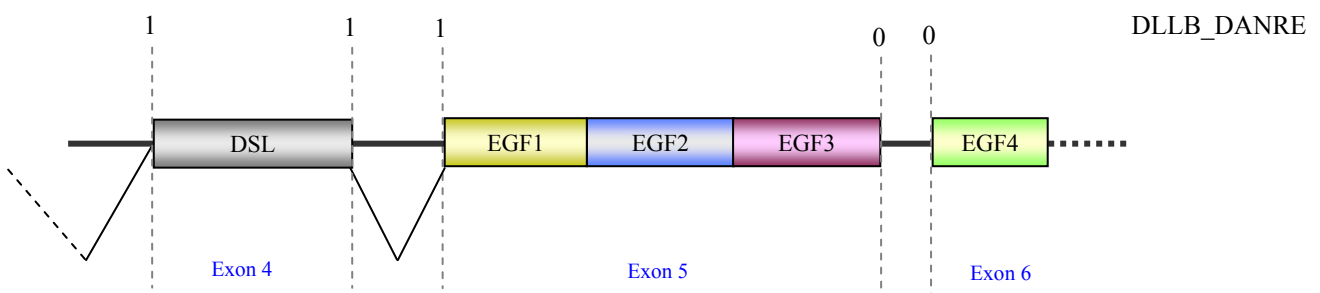 1 1 1 0 0 DLLB_DANRE
DSL EGF1 EGF2 EGF3 EGF4
Exon 4 Exon 5 Exon 6